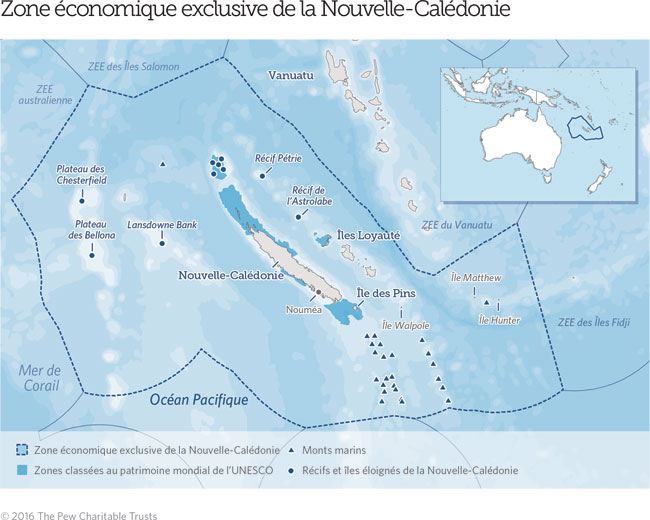 Zone économique exclusive de la Nouvelle-Calédonie
ZEE des Îles Salomon
Vanuatu
ZEE
australienne
Récif Pétrie
Plateau des
Chesterfield
Récif de
l'Astrolabe
Plateau
des Bellona
Lansdowne Bank
Îles Loyauté
ZEE du Vanuatu
Nouvelle-Calédonie
Île Matthew
Île des Pins
Nouméa
Île Walpole
Île Hunter
ZEE des Îles Fidji
Mer de
Corail
Océan Pacifique
Zone économique exclusive de la Nouvelle-Calédonie
Monts marins
Zones classées au patrimoine mondial de l'UNESCO
Récifs et îles éloignés de la Nouvelle-Calédonie
© 2016 The Pew Charitable Trusts